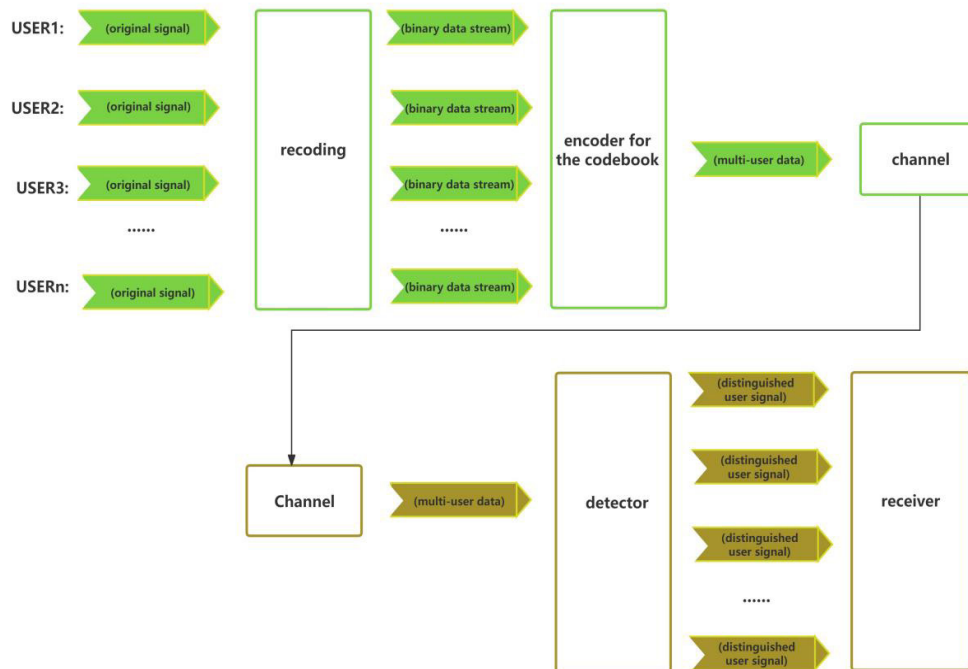 USER1:
(original signal)
(binary data stream)
USER2:
(original signal)
(binary data stream)
recoding
encoder for
the codebook
(multi-user data)
channel
USER3:
(original signal)
(binary data stream)
......
......
USERn:
(original signal)
(binary data stream)
(distinguished
user signal)
(distinguished
user signal)
Channel
(multi-user data)
detector
receiver
(distinguished
user signal)
......
(distinguished
user signal)